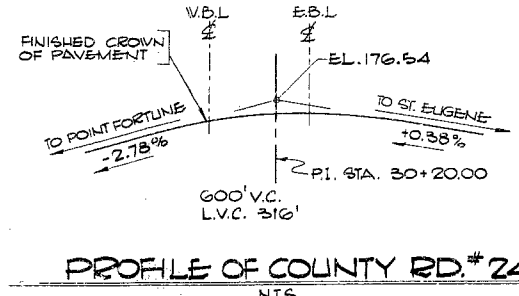 W.B.L
℄
E.B.L
℄
FINISHED CROWN
OF PAVEMENT
EL. 176.54
TO POINT FORTUNE
-2.78%
TO ST. EUGENE
+0.38%
P.I. STA. 30+20.00
600' V.C.
L.V.C. 316'
PROFILE OF COUNTY RD. # 24
NTS